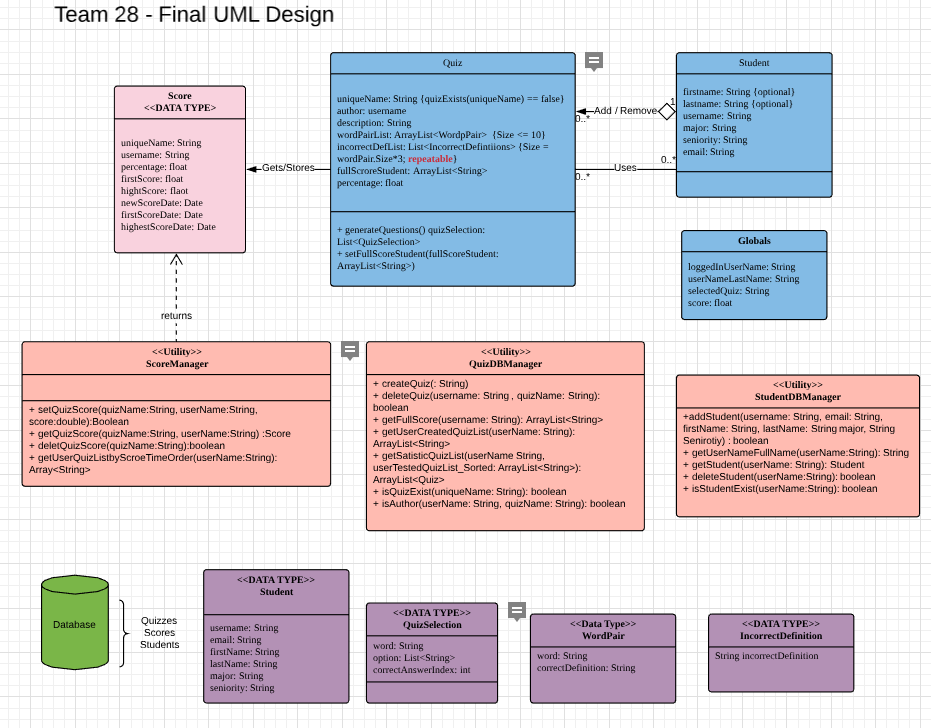 Team 28 - Final UML Design
Score
<<DATA TYPE>>
uniqueName: String
username: String
percentage: float
firstScore: float
hightScore: flaot
newScoreDate: Date
firstScoreDate: Date
highestScoreDate: Date
Gets/Stores
Quiz
uniqueName: String {quizExists(uniqueName) == false}
author: username
description: String
wordPairList: ArrayList<WordpPair>  {Size <= 10}
incorrectDefList: List<IncorrectDefintiions> {Size =
wordPair.Size*3; repeatable}
fullScroreStudent: ArrayList<String>
percentage: float
+ generateQuestions() quizSelection:
List<QuizSelection>
+ setFullScoreStudent(fullScoreStudent:
ArrayList<String>)
Add / Remove
1
0..*
Uses
0..*
0..*
Student
firstname: String {optional}
lastname: String {optional}
username: String
major: String
seniority: String
email: String
Globals
loggedInUserName: String
userNameLastName: String
selectedQuiz: String
score: float
returns
<<Utility>>
ScoreManager
+ setQuizScore(quizName:String, userName:String,
score:double):Boolean
+ getQuizScore(quizName:String, userName:String) :Score
+ deletQuizScore(quizName:String):boolean
+ getUserQuizListbyScroeTimeOrder(userName:String):
Array<String>
<<Utility>>
QuizDBManager
+ createQuiz(: String)
+ deleteQuiz(username: String , quizName: String):
boolean
+ getFullScore(username: String): ArrayList<String>
+ getUserCreatedQuizList(userName: String):
ArrayList<String>
+ getSatisticQuizList(userName String,
userTestedQuizList_Sorted: ArrayList<String>):
ArrayList<Quiz>
+ isQuizExist(uniqueName: String): boolean
+ isAuthor(userName: String, quizName: String): boolean
<<Utility>>
StudentDBManager
+addStudent(username: String, email: String,
firstName: String, lastName: String major, String
Senirotiy) : boolean
+ getUserNameFullName(userName:String): String
+ getStudent(userName: String): Student
+ deleteStudent(userName:String): boolean
+ isStudentExist(userName:String): boolean
Database
Quizzes
Scores
Students
<<DATA TYPE>>
Student
username: String
email: String
firstName: String
lastName: String
major: String
seniority: String
<<DATA TYPE>>
QuizSelection
word: String
option: List<String>
correctAnswerIndex: int
<<Data Type>>
WordPair
word: String
correctDefinition: String
<<DATA TYPE>>
IncorrectDefinition
String incorrectDefinition